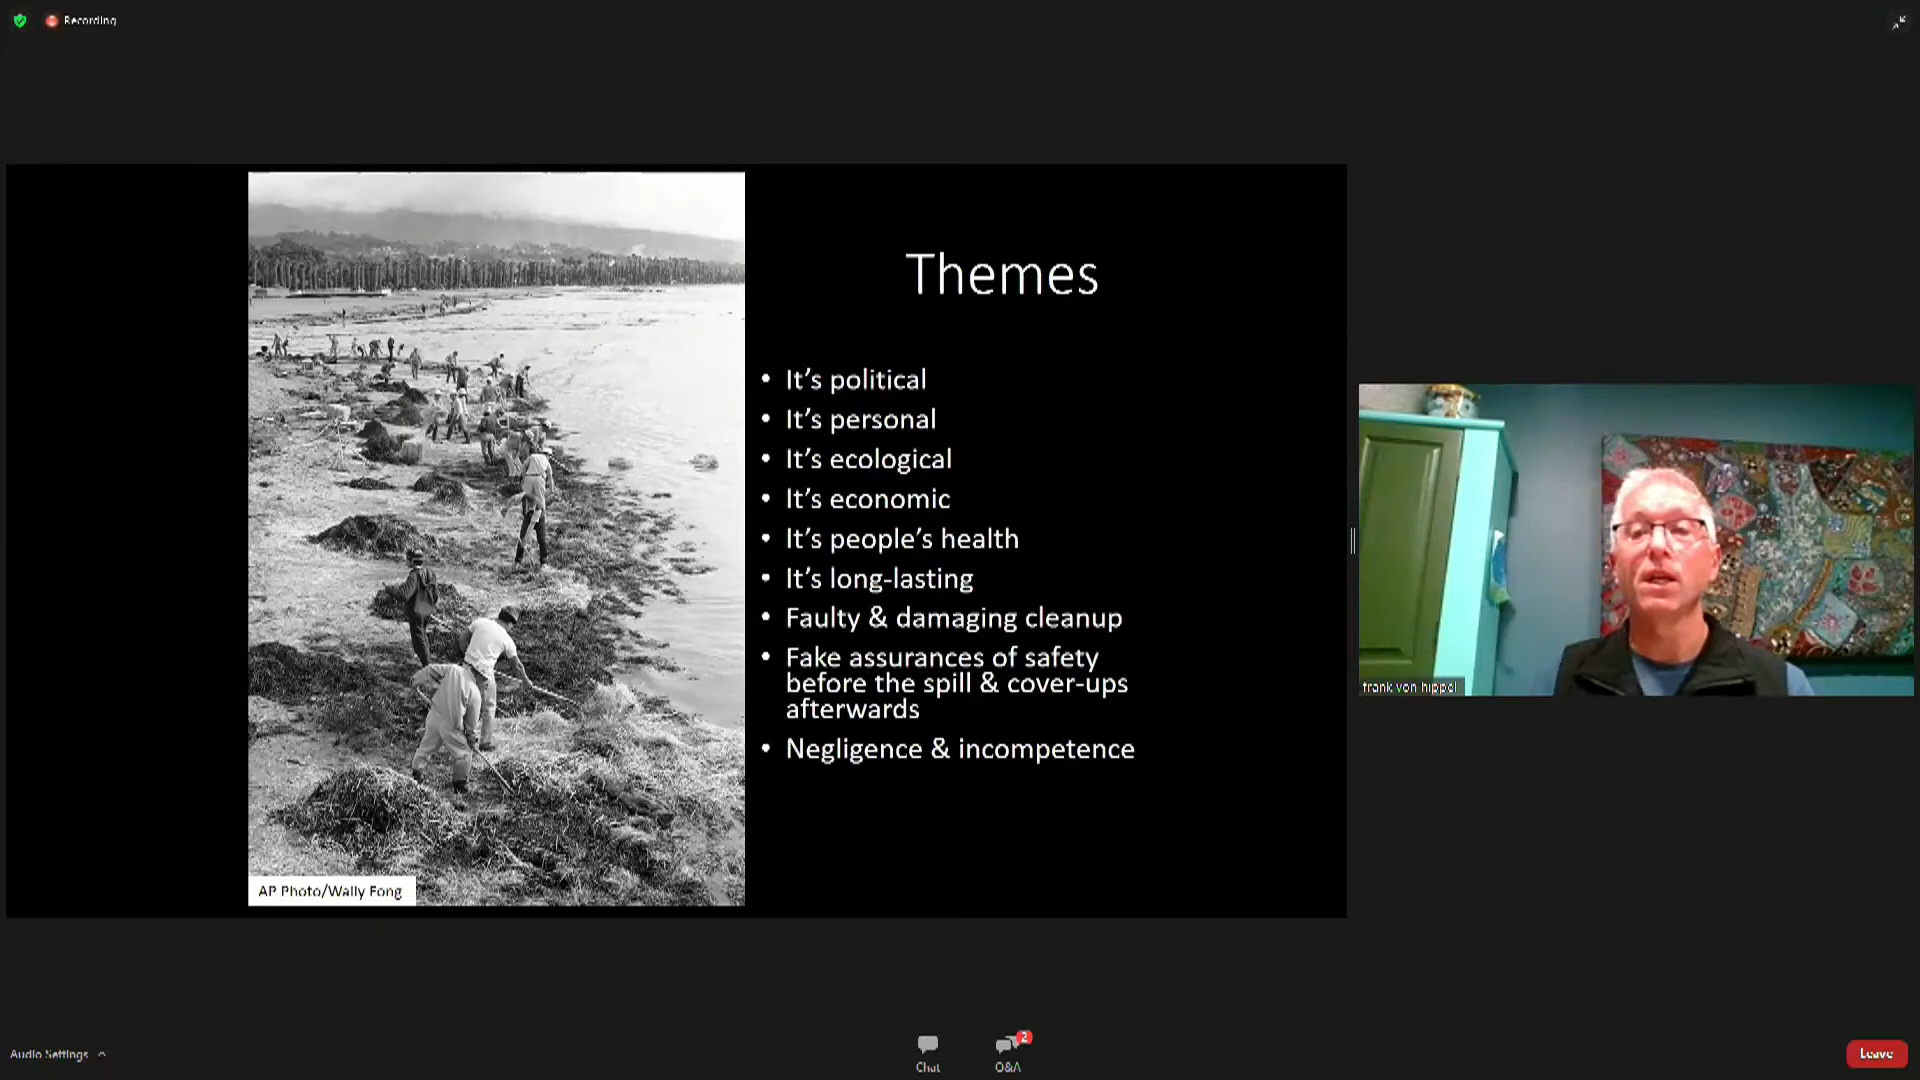 Recording
Themes
• It's political
• It's personal
• It's ecological
• It's economic
• It's people's health
• It's long-lasting
• Faulty & damaging cleanup
• Fake assurances of safety
before the spill & cover-ups
afterwards
• Negligence & incompetence
AP Photo/Wally Fong
frank von hippel
Audio Settings
Chat
2
Q&A
Leave